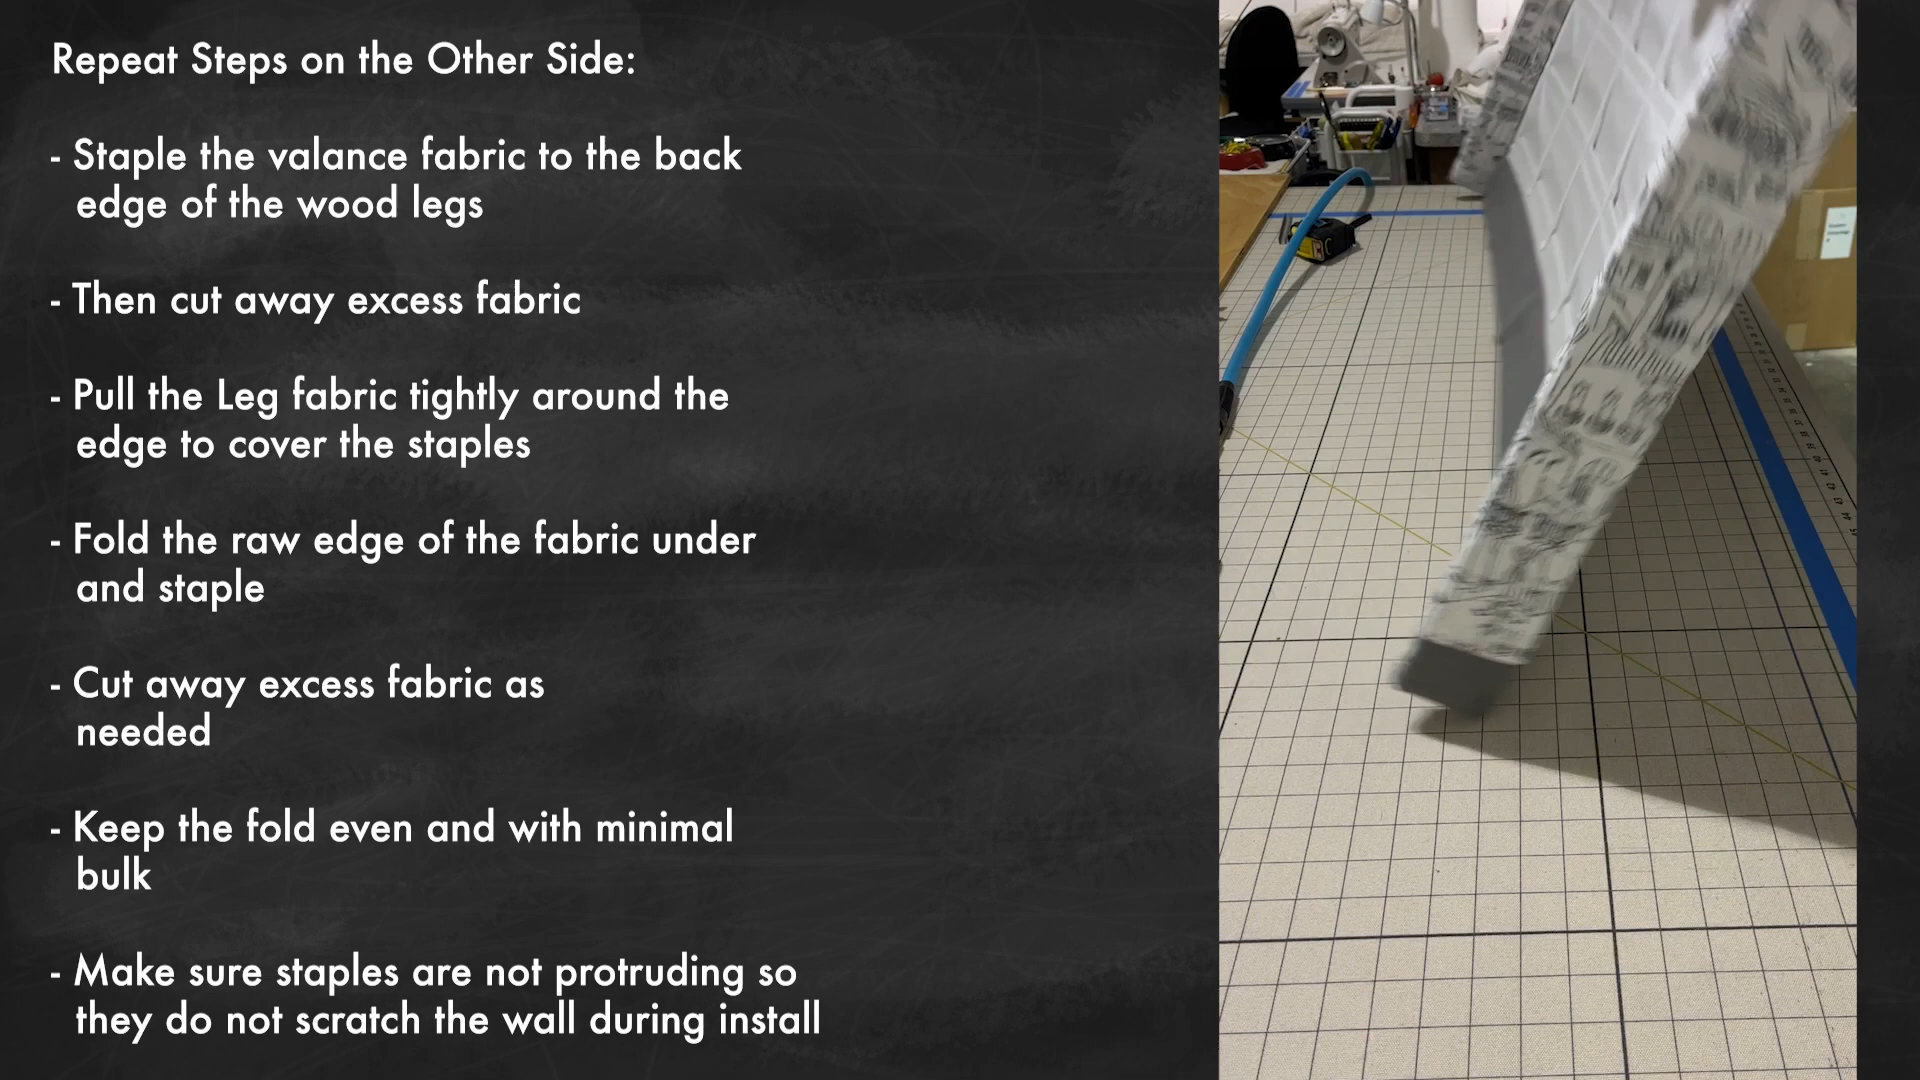 Repeat Steps on the Other Side:
- Staple the valance fabric to the back
edge of the wood legs
- Then cut away excess fabric
- Pull the Leg fabric tightly around the
edge to cover the staples
- Fold the raw edge of the fabric under
and staple
- Cut away excess fabric as
needed
- Keep the fold even and with minimal
bulk
- Make sure staples are not protruding so
they do not scratch the wall during install